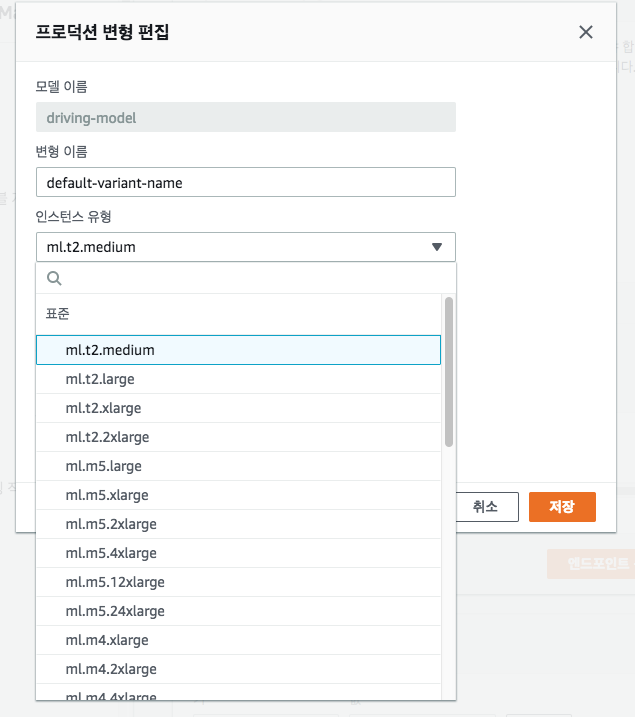 프로덕션 변형 편집
모델 이름
driving-model
변형 이름
default-variant-name
인스턴스 유형
ml.t2.medium
표준
ml.t2.medium
ml.t2.large
ml.t2.xlarge
ml.t2.2xlarge
ml.m5.large
ml.m5.xlarge
ml.m5.2xlarge
ml.m5.4xlarge
ml.m5.12xlarge
ml.m5.24xlarge
ml.m4.xlarge
ml.m4.2xlarge
ml.m4.4xlarge
취소
저장
엔드포인트